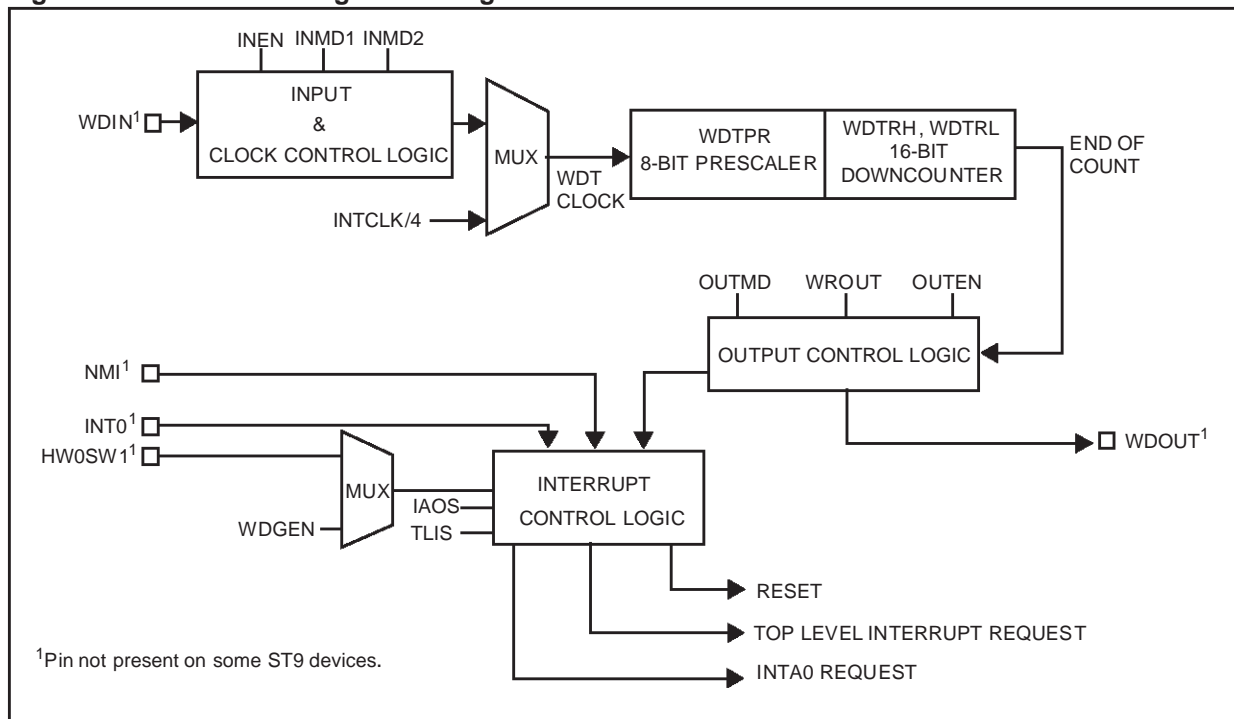 INEN INMD1 INMD2
INPUT
&
CLOCK CONTROL LOGIC
WDIN¹
MUX
WDT
CLOCK
INTCLK/4
WDTPR
8-BIT PRESCALER
WDTRH, WDTRL
16-BIT
DOWNCOUNTER
END OF
COUNT
OUTMD WROUT OUTEN
OUTPUT CONTROL LOGIC
NMI¹
INT0¹
HW0SW1¹
MUX
WDGEN
IAOS
TLIS
INTERRUPT
CONTROL LOGIC
WDOUT¹
RESET
TOP LEVEL INTERRUPT REQUEST
INTA0 REQUEST
¹Pin not present on some ST9 devices.